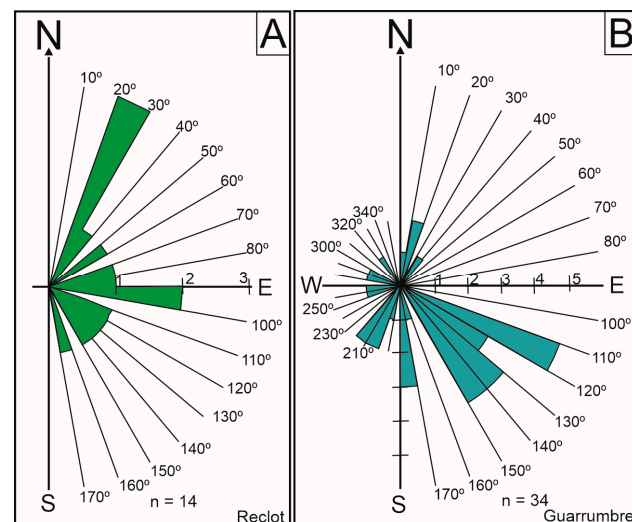 A
N
10º
20º
30º
40º
50º
60º
70º
80º
1 2 3 E
100º
110º
120º
130º
140º
150º
160º
170º
S
n = 14
Reclot
B
N
10º
20º
30º
40º
50º
60º
70º
80º
340º
320º
300º
W
1 2 3 4 5 E
250º
230º
210º
100º
110º
120º
130º
140º
150º
160º
170º
S
n = 34
Guarrumbre